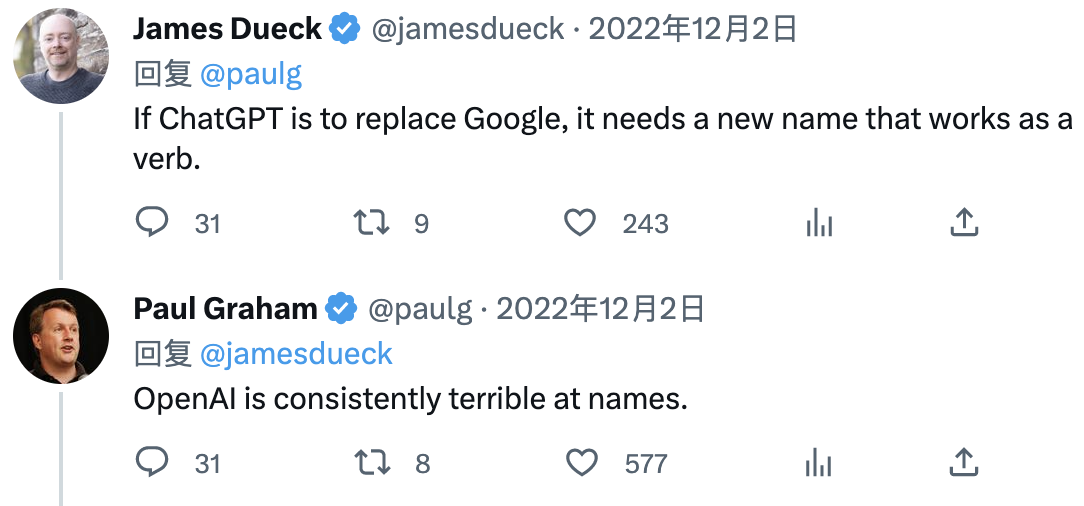 James Dueck @jamesdueck · 2022年12月2日
回复 @paulg
If ChatGPT is to replace Google, it needs a new name that works as a
verb.
31 9 243
Paul Graham @paulg · 2022年12月2日
回复 @jamesdueck
OpenAI is consistently terrible at names.
31 8 577